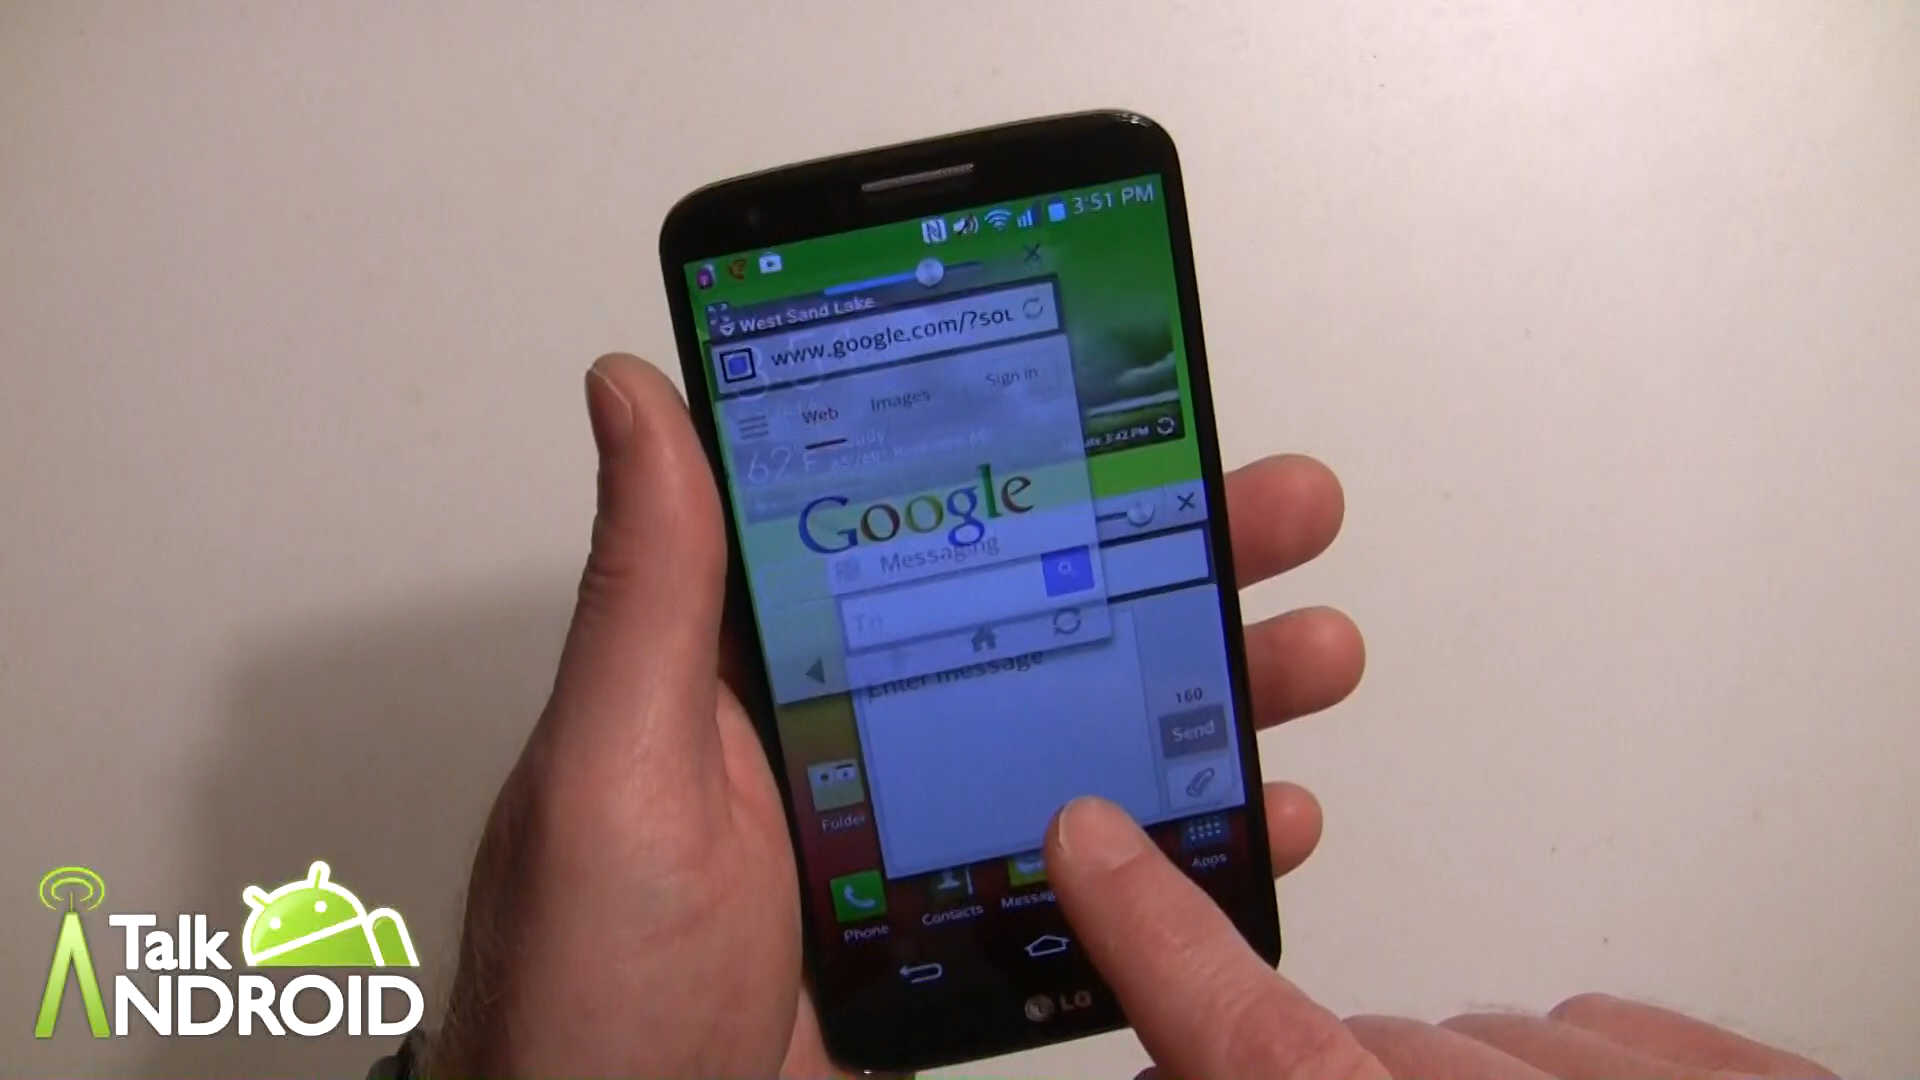 3:51 PM
West Sand Lake
www.google.com/?sou
Sign in
Web
Images
62° F
Google
Messaging
To
Enter message
160
Send
Folder
Apps
Phone
Contacts
Messag
LG
Talk
ANDROID